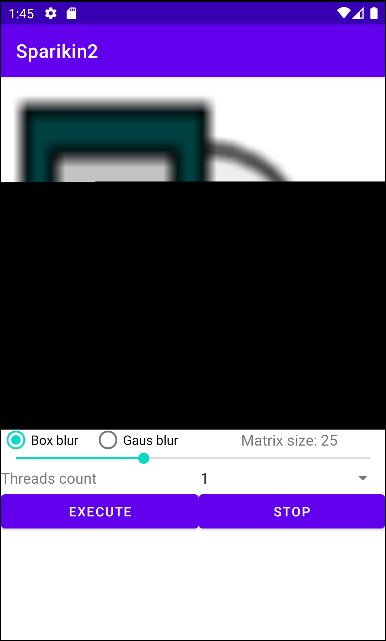 1:45
Sparikin2
Box blur Gaus blur Matrix size: 25
Threads count 1
EXECUTE STOP